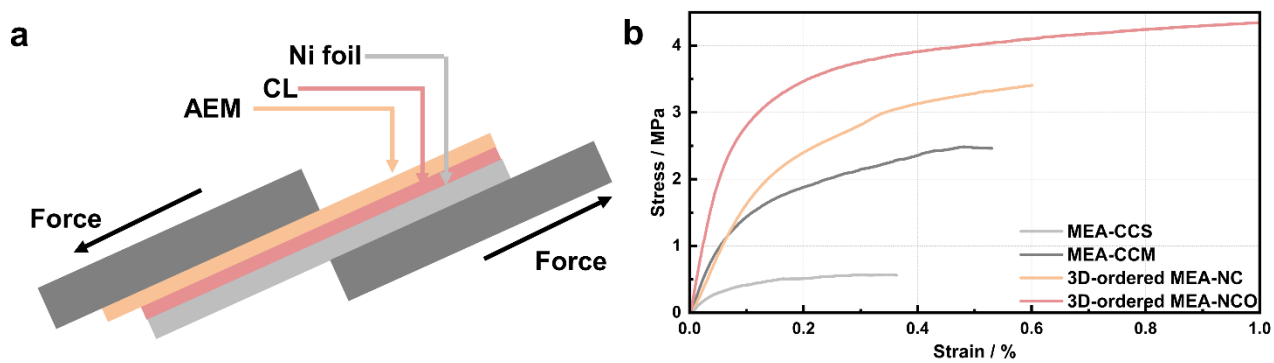 a
Ni foil
CL
AEM
Force
Force
b
Stress / MPa
4
3
2
1
0
0.0 0.2 0.4 0.6 0.8 1.0
Strain / %
MEA-CCS
MEA-CCM
3D-ordered MEA-NC
3D-ordered MEA-NCO